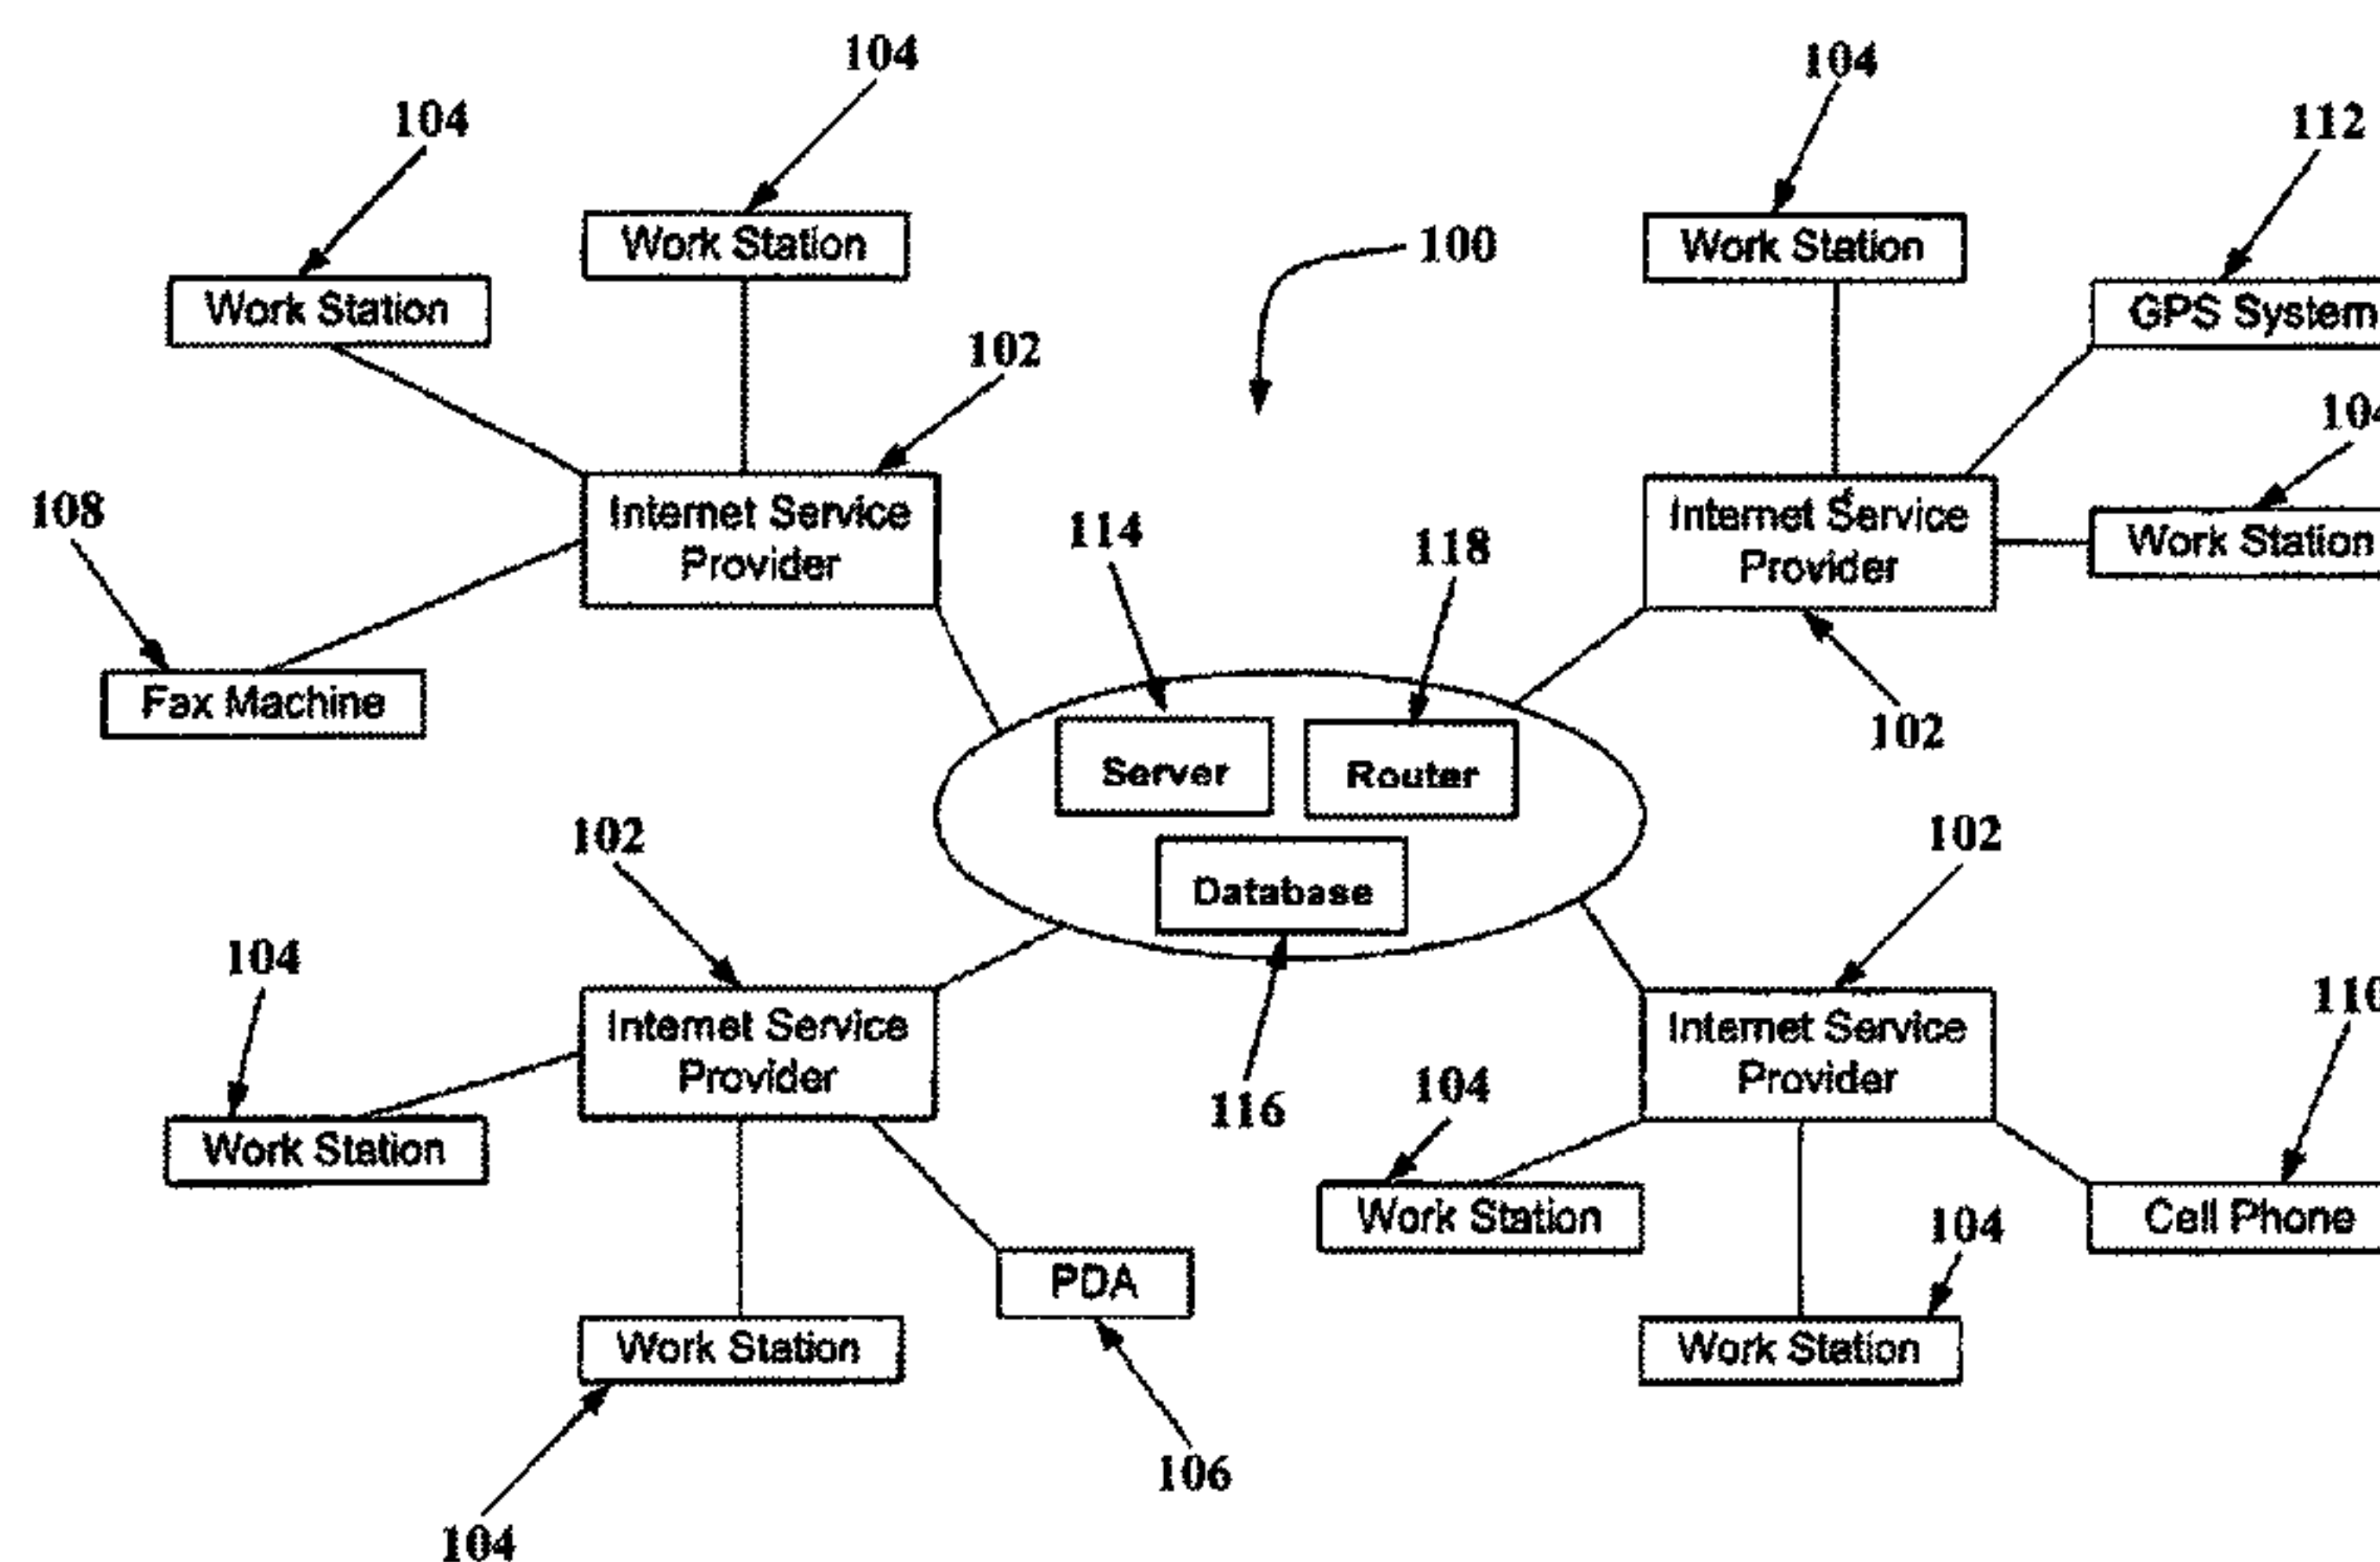 104
104
104
112
Work Station
Work Station
100
Work Station
GPS System
102
104
108
Internet Service
Provider
114
118
Internet Service
Provider
Work Station
Fax Machine
Server
Router
102
102
Database
102
104
Internet Service
Provider
Internet Service
Provider
110
Work Station
116
104
Work Station
Cell Phone
104
PDA
Work Station
Work Station
106
104